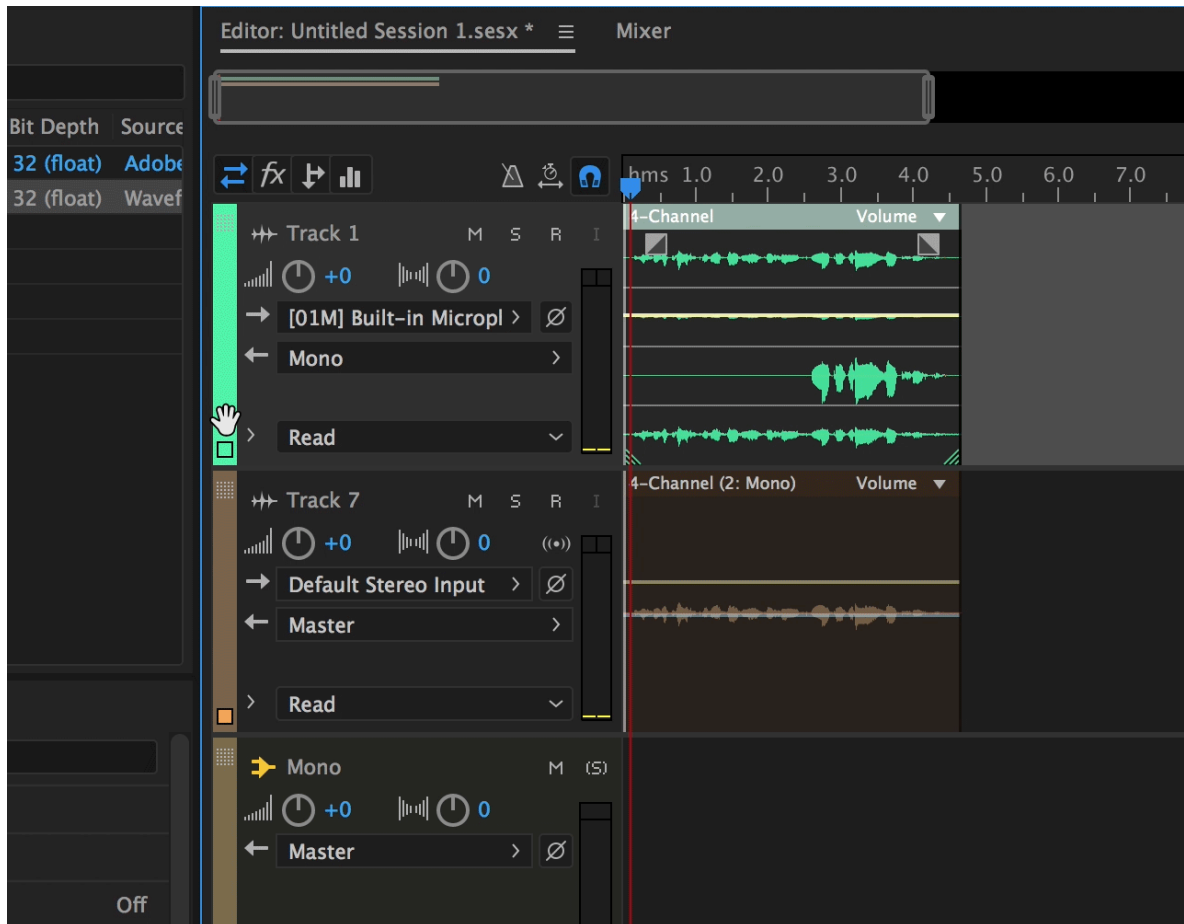 Editor: Untitled Session 1.sesx * Mixer
Bit Depth Source
32 (float) Adobe
32 (float) Wavef
fx
hms 1.0 2.0 3.0 4.0 5.0 6.0 7.0
4-Channel Volume
Track 1 M S R I
+0 0
[01M] Built-in Micropl
Mono
Read
4-Channel (2: Mono) Volume
Track 7 M S R I
+0 0
Default Stereo Input
Master
Read
Mono M (S)
+0 0
Master
Off